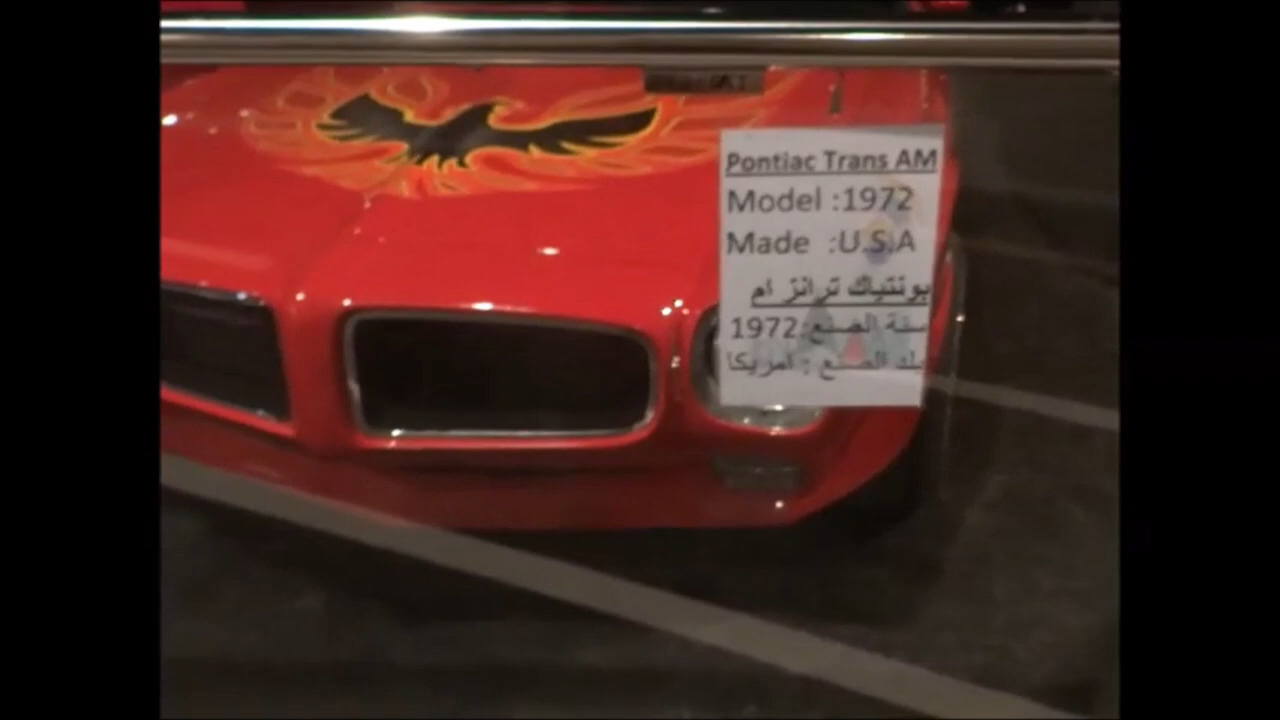 Pontiac Trans AM
Model :1972
Made :U.S.A
بونتياك ترانز ام
سنة الصنع:1972
بلد الصنع : امريكا